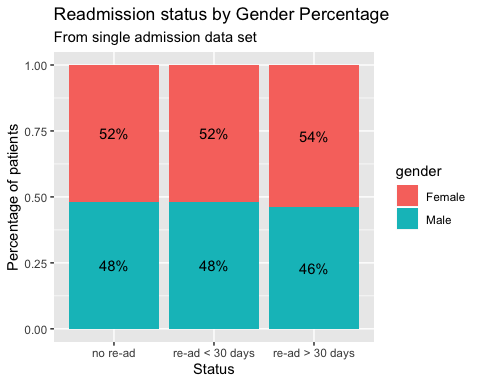 Readmission status by Gender Percentage
From single admission data set
Percentage of patients
1.00
0.75
0.50
0.25
0.00
52%
52%
54%
48%
48%
46%
no re-ad
re-ad < 30 days
re-ad > 30 days
Status
gender
Female
Male